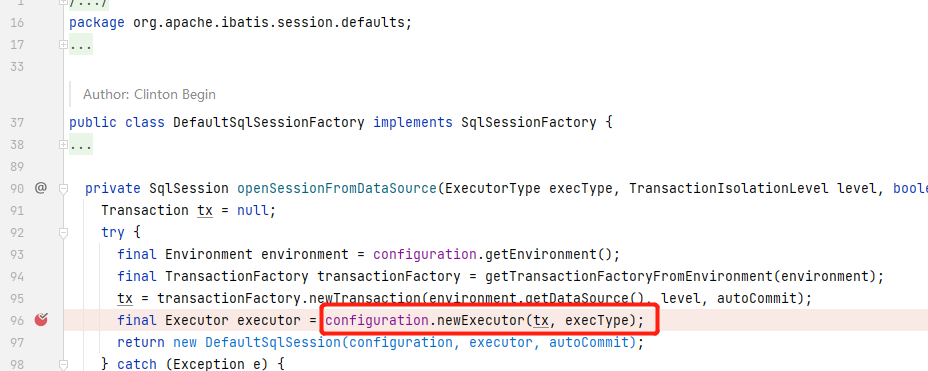 1 /.../
16 package org.apache.ibatis.session.defaults;
17 ...
33
Author: Clinton Begin
37 public class DefaultSqlSessionFactory implements SqlSessionFactory {
38 ...
89
90 @ private SqlSession openSessionFromDataSource(ExecutorType execType, TransactionIsolationLevel level, boole
91 Transaction tx = null;
92 try {
93 final Environment environment = configuration.getEnvironment();
94 final TransactionFactory transactionFactory = getTransactionFactoryFromEnvironment(environment);
95 tx = transactionFactory.newTransaction(environment.getDataSource(), level, autoCommit);
96 final Executor executor = configuration.newExecutor(tx, execType);
97 return new DefaultSqlSession(configuration, executor, autoCommit);
98 } catch (Exception e) {